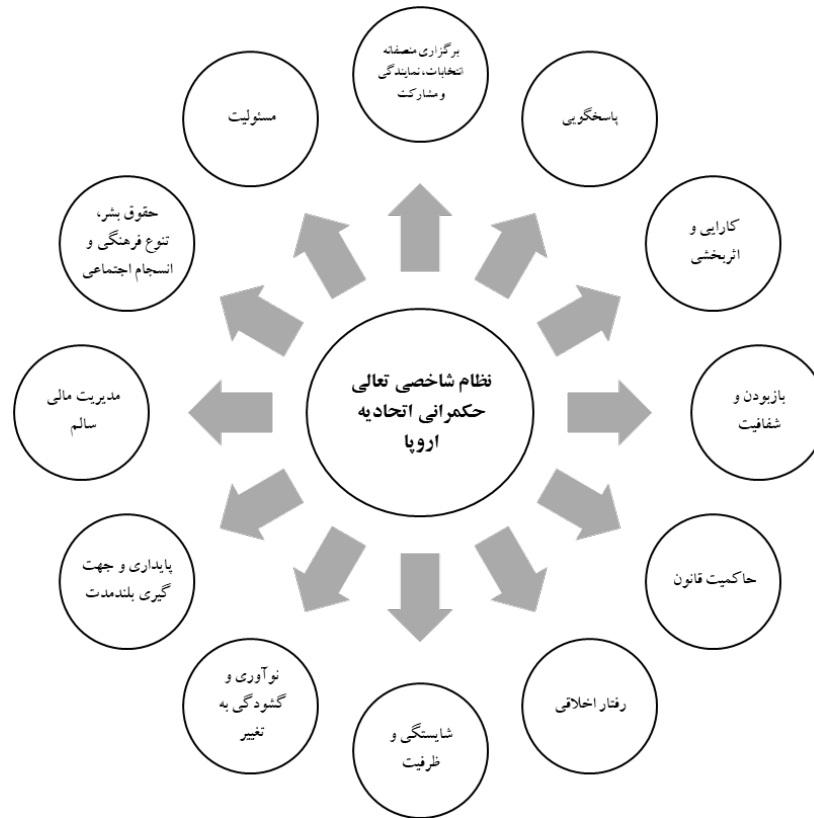 نظام شاخصی تعالی
حکمرانی اتحادیه
اروپا
برگزاری منصفانه
انتخابات، نمایندگی
و مشارکت
پاسخگویی
کارایی و
اثربخشی
بازبودن و
شفافیت
حاکمیت قانون
رفتار اخلاقی
شایستگی و
ظرفیت
نوآوری و
گشودگی به
تغییر
پایداری و جهت
گیری بلندمدت
مدیریت مالی
سالم
حقوق بشر،
تنوع فرهنگی و
انسجام اجتماعی
مسئولیت